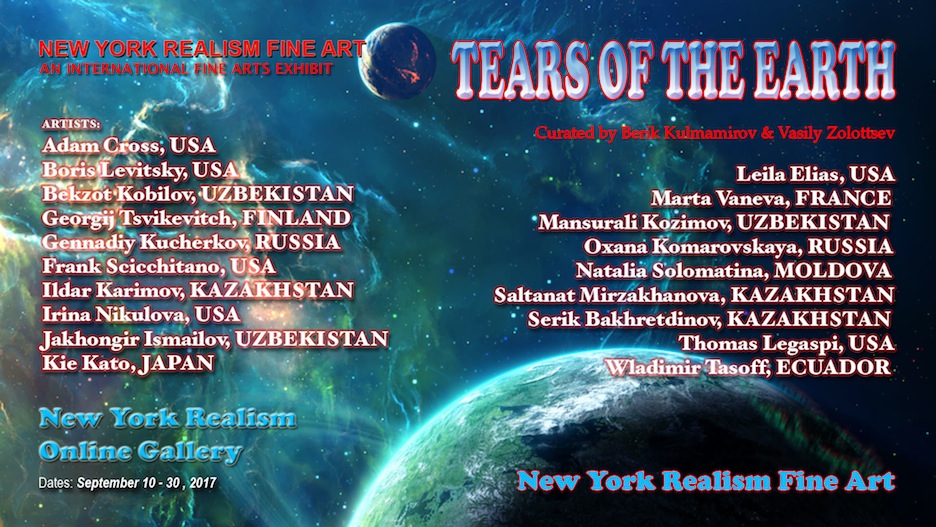 NEW YORK REALISM FINE ART
AN INTERNATIONAL FINE ARTS EXHIBIT
TEARS OF THE EARTH
Curated by Berik Kulmamirov & Vasily Zolottsev
ARTISTS:
Adam Cross, USA
Boris Levitsky, USA
Bekzot Kobilov, UZBEKISTAN
Georgij Tsvikevitch, FINLAND
Gennadiy Kucherkov, RUSSIA
Frank Scicchitano, USA
Ildar Karimov, KAZAKHSTAN
Irina Nikulova, USA
Jakhongir Ismailov, UZBEKISTAN
Kie Kato, JAPAN
Leila Elias, USA
Marta Vaneva, FRANCE
Mansurali Kozimov, UZBEKISTAN
Oxana Komarovskaya, RUSSIA
Natalia Solomatina, MOLDOVA
Saltanat Mirzakhanova, KAZAKHSTAN
Serik Bakhretdinov, KAZAKHSTAN
Thomas Legaspi, USA
Wladimir Tasoff, ECUADOR
New York Realism
Online Gallery
Dates: September 10 - 30 , 2017
New York Realism Fine Art